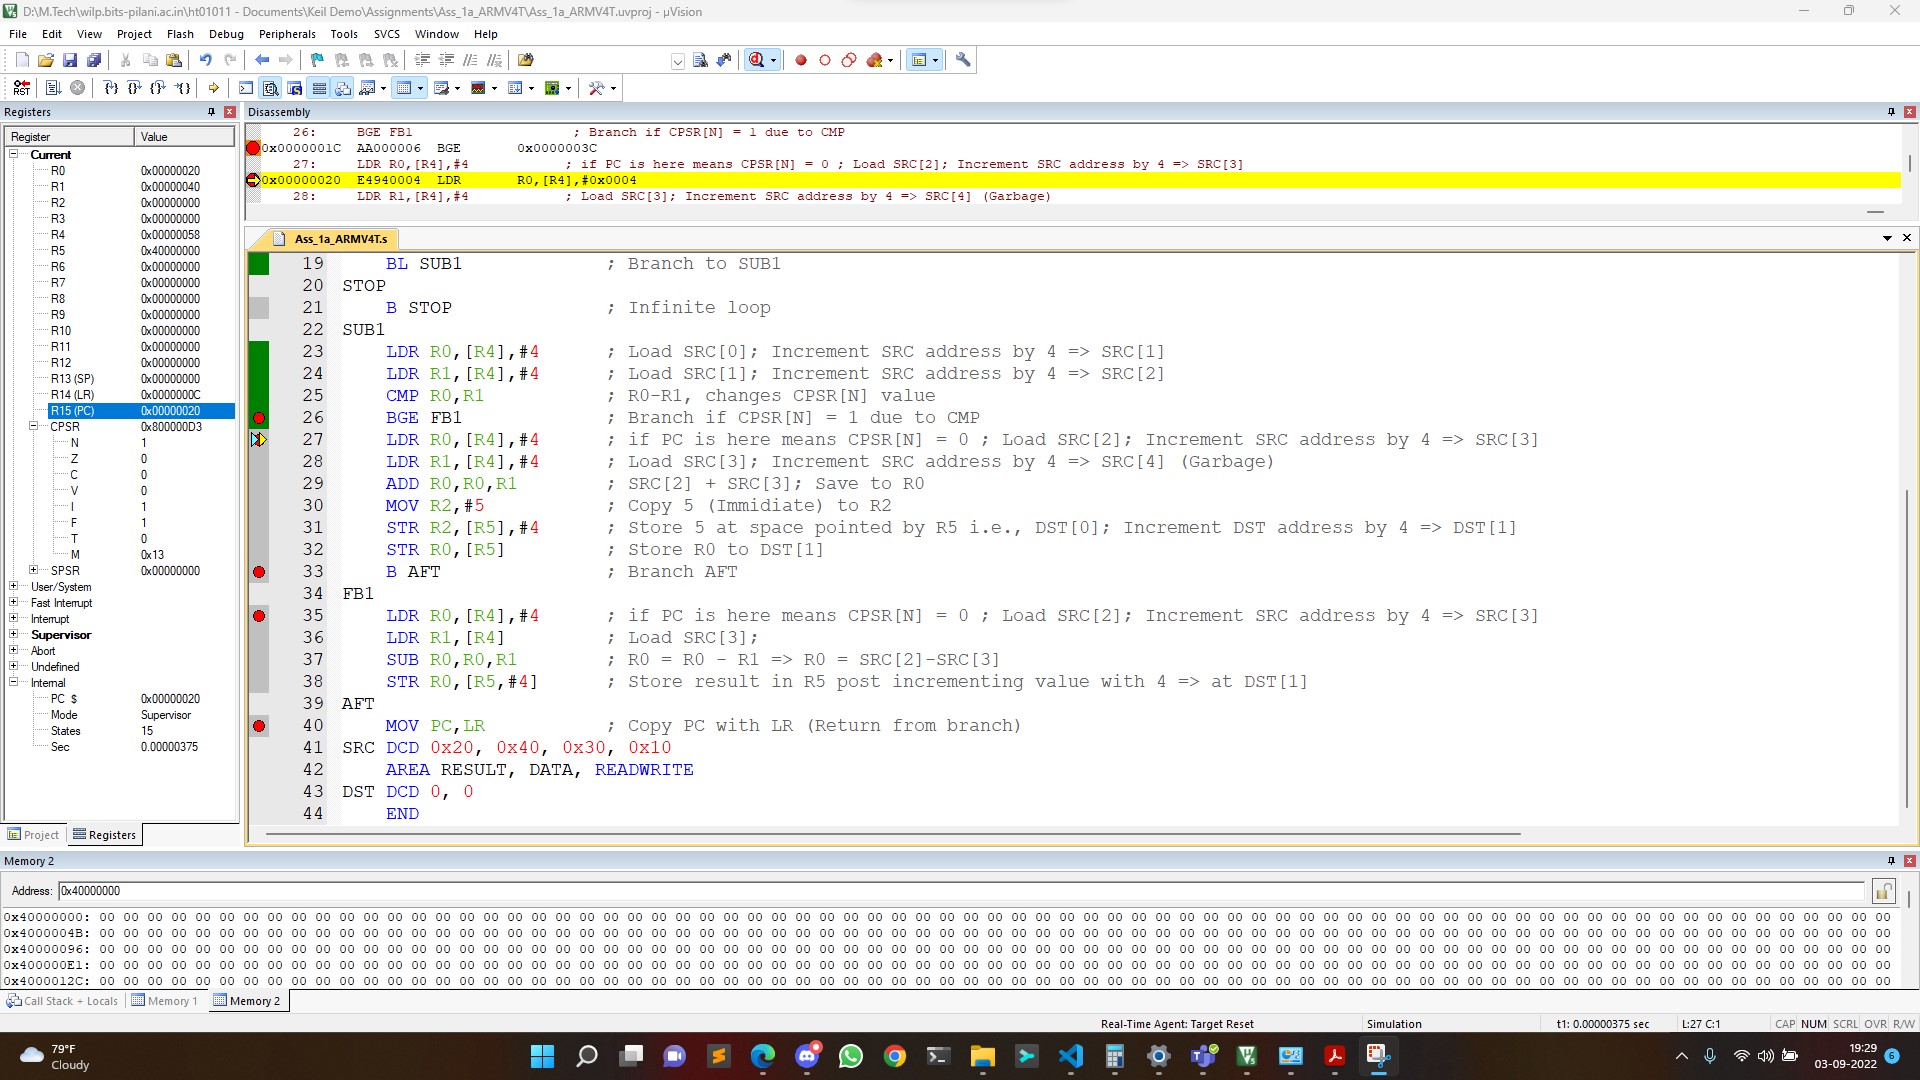 D:\M.Tech\wilp.bits-pilani.ac.in\ht01011 - Documents\Keil Demo\Assignments\Ass_1a_ARMV4T\Ass_1a_ARMV4T.uvproj - µVision
File Edit View Project Flash Debug Peripherals Tools SVCS Window Help
Registers
Register Value
Current
R0 0x00000020
R1 0x00000040
R2 0x00000000
R3 0x00000000
R4 0x00000058
R5 0x40000000
R6 0x00000000
R7 0x00000000
R8 0x00000000
R9 0x00000000
R10 0x00000000
R11 0x00000000
R12 0x00000000
R13 (SP) 0x00000000
R14 (LR) 0x0000000C
R15 (PC) 0x00000020
CPSR 0x800000D3
N 1
Z 0
C 0
V 0
I 1
F 1
T 0
M 0x13
SPSR 0x00000000
User/System
Fast Interrupt
Interrupt
Supervisor
Abort
Undefined
Internal
PC $ 0x00000020
Mode Supervisor
States 15
Sec 0.00000375
Project Registers
Disassembly
26: BGE FB1 ; Branch if CPSR[N] = 1 due to CMP
0x0000001C AA000006 BGE 0x0000003C
27: LDR R0,[R4],#4 ; if PC is here means CPSR[N] = 0 ; Load SRC[2]; Increment SRC address by 4 => SRC[3]
0x00000020 E4940004 LDR R0,[R4],#0x0004
28: LDR R1,[R4],#4 ; Load SRC[3]; Increment SRC address by 4 => SRC[4] (Garbage)
Ass_1a_ARMV4T.s
19 BL SUB1 ; Branch to SUB1
20 STOP
21 B STOP ; Infinite loop
22 SUB1
23 LDR R0,[R4],#4 ; Load SRC[0]; Increment SRC address by 4 => SRC[1]
24 LDR R1,[R4],#4 ; Load SRC[1]; Increment SRC address by 4 => SRC[2]
25 CMP R0,R1 ; R0-R1, changes CPSR[N] value
26 BGE FB1 ; Branch if CPSR[N] = 1 due to CMP
27 LDR R0,[R4],#4 ; if PC is here means CPSR[N] = 0 ; Load SRC[2]; Increment SRC address by 4 => SRC[3]
28 LDR R1,[R4],#4 ; Load SRC[3]; Increment SRC address by 4 => SRC[4] (Garbage)
29 ADD R0,R0,R1 ; SRC[2] + SRC[3]; Save to R0
30 MOV R2,#5 ; Copy 5 (Immidiate) to R2
31 STR R2,[R5],#4 ; Store 5 at space pointed by R5 i.e., DST[0]; Increment DST address by 4 => DST[1]
32 STR R0,[R5] ; Store R0 to DST[1]
33 B AFT ; Branch AFT
34 FB1
35 LDR R0,[R4],#4 ; if PC is here means CPSR[N] = 0 ; Load SRC[2]; Increment SRC address by 4 => SRC[3]
36 LDR R1,[R4] ; Load SRC[3];
37 SUB R0,R0,R1 ; R0 = R0 - R1 => R0 = SRC[2]-SRC[3]
38 STR R0,[R5,#4] ; Store result in R5 post incrementing value with 4 => at DST[1]
39 AFT
40 MOV PC,LR ; Copy PC with LR (Return from branch)
41 SRC DCD 0x20, 0x40, 0x30, 0x10
42 AREA RESULT, DATA, READWRITE
43 DST DCD 0, 0
44 END
Memory 2
Address: 0x40000000
0x40000000: 00 00 00 00 00 00 00 00 00 00 00 00 00 00 00 00 00 00 00 00 00 00 00 00 00 00 00 00 00 00 00 00 00 00 00 00 00 00 00 00 00 00 00 00 00 00 00 00 00 00 00 00 00 00 00 00 00 00 00 00 00 00 00 00 00 00 00 00 00 00 00 00 00 00 00
0x4000004B: 00 00 00 00 00 00 00 00 00 00 00 00 00 00 00 00 00 00 00 00 00 00 00 00 00 00 00 00 00 00 00 00 00 00 00 00 00 00 00 00 00 00 00 00 00 00 00 00 00 00 00 00 00 00 00 00 00 00 00 00 00 00 00 00 00 00 00 00 00 00 00 00 00 00 00
0x40000096: 00 00 00 00 00 00 00 00 00 00 00 00 00 00 00 00 00 00 00 00 00 00 00 00 00 00 00 00 00 00 00 00 00 00 00 00 00 00 00 00 00 00 00 00 00 00 00 00 00 00 00 00 00 00 00 00 00 00 00 00 00 00 00 00 00 00 00 00 00 00 00 00 00 00 00
0x400000E1: 00 00 00 00 00 00 00 00 00 00 00 00 00 00 00 00 00 00 00 00 00 00 00 00 00 00 00 00 00 00 00 00 00 00 00 00 00 00 00 00 00 00 00 00 00 00 00 00 00 00 00 00 00 00 00 00 00 00 00 00 00 00 00 00 00 00 00 00 00 00 00 00 00 00 00
0x4000012C: 00 00 00 00 00 00 00 00 00 00 00 00 00 00 00 00 00 00 00 00 00 00 00 00 00 00 00 00 00 00 00 00 00 00 00 00 00 00 00 00 00 00 00 00 00 00 00 00 00 00 00 00 00 00 00 00 00 00 00 00 00 00 00 00 00 00 00 00 00 00 00 00 00 00 00
Call Stack + Locals Memory 1 Memory 2
Real-Time Agent: Target Reset Simulation t1: 0.00000375 sec L:27 C:1 CAP NUM SCRL OVR R/W
79°F
Cloudy
19:29
03-09-2022
6